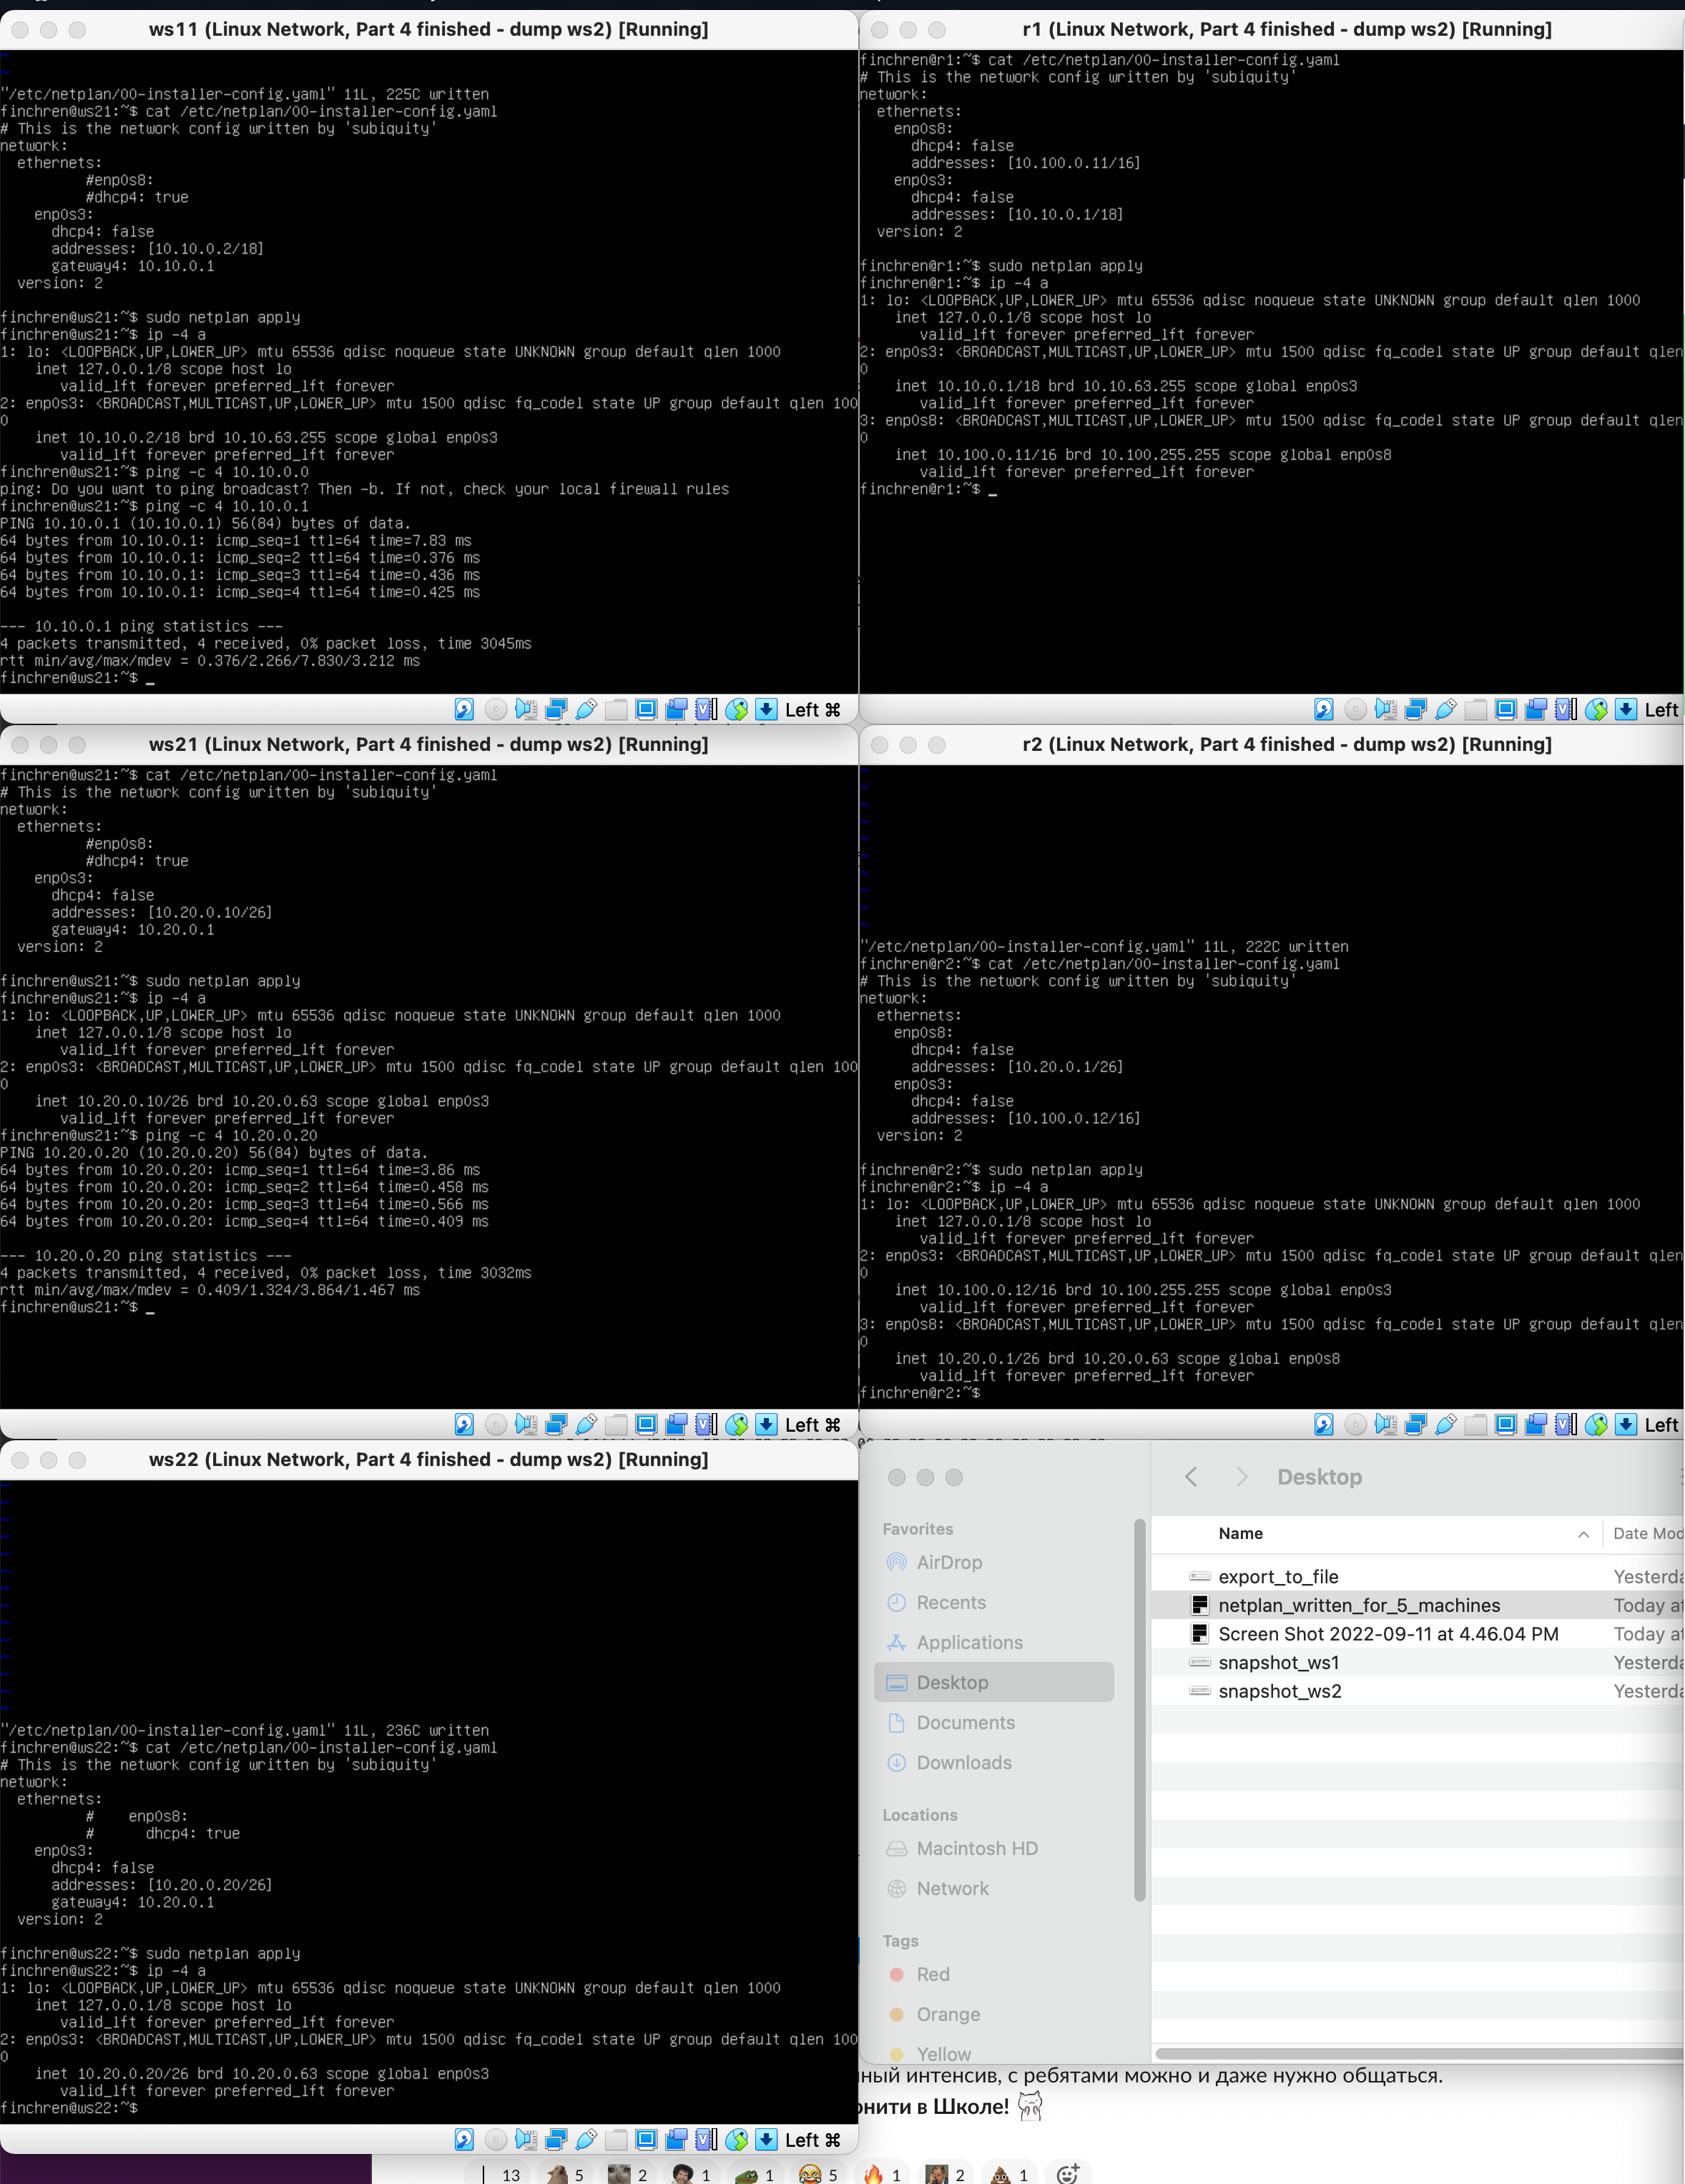 ws11 (Linux Network, Part 4 finished - dump ws2) [Running]
~
~
"/etc/netplan/00-installer-config.yaml" 11L, 225C written
finchren@ws21:~$ cat /etc/netplan/00-installer-config.yaml
# This is the network config written by 'subiquity'
network:
  ethernets:
          #enp0s8:
          #dhcp4: true
    enp0s3:
      dhcp4: false
      addresses: [10.10.0.2/18]
      gateway4: 10.10.0.1
  version: 2
finchren@ws21:~$ sudo netplan apply
finchren@ws21:~$ ip -4 a
1: lo: <LOOPBACK,UP,LOWER_UP> mtu 65536 qdisc noqueue state UNKNOWN group default qlen 1000
    inet 127.0.0.1/8 scope host lo
       valid_lft forever preferred_lft forever
2: enp0s3: <BROADCAST,MULTICAST,UP,LOWER_UP> mtu 1500 qdisc fq_codel state UP group default qlen 100
0
    inet 10.10.0.2/18 brd 10.10.63.255 scope global enp0s3
       valid_lft forever preferred_lft forever
finchren@ws21:~$ ping -c 4 10.10.0.0
ping: Do you want to ping broadcast? Then -b. If not, check your local firewall rules
finchren@ws21:~$ ping -c 4 10.10.0.1
PING 10.10.0.1 (10.10.0.1) 56(84) bytes of data.
64 bytes from 10.10.0.1: icmp_seq=1 ttl=64 time=7.83 ms
64 bytes from 10.10.0.1: icmp_seq=2 ttl=64 time=0.376 ms
64 bytes from 10.10.0.1: icmp_seq=3 ttl=64 time=0.436 ms
64 bytes from 10.10.0.1: icmp_seq=4 ttl=64 time=0.425 ms
--- 10.10.0.1 ping statistics ---
4 packets transmitted, 4 received, 0% packet loss, time 3045ms
rtt min/avg/max/mdev = 0.376/2.266/7.830/3.212 ms
finchren@ws21:~$ _
Left ⌘
r1 (Linux Network, Part 4 finished - dump ws2) [Running]
finchren@r1:~$ cat /etc/netplan/00-installer-config.yaml
# This is the network config written by 'subiquity'
network:
  ethernets:
    enp0s8:
      dhcp4: false
      addresses: [10.100.0.11/16]
    enp0s3:
      dhcp4: false
      addresses: [10.10.0.1/18]
  version: 2
finchren@r1:~$ sudo netplan apply
finchren@r1:~$ ip -4 a
1: lo: <LOOPBACK,UP,LOWER_UP> mtu 65536 qdisc noqueue state UNKNOWN group default qlen 1000
    inet 127.0.0.1/8 scope host lo
       valid_lft forever preferred_lft forever
2: enp0s3: <BROADCAST,MULTICAST,UP,LOWER_UP> mtu 1500 qdisc fq_codel state UP group default qlen
0
    inet 10.10.0.1/18 brd 10.10.63.255 scope global enp0s3
       valid_lft forever preferred_lft forever
3: enp0s8: <BROADCAST,MULTICAST,UP,LOWER_UP> mtu 1500 qdisc fq_codel state UP group default qlen
0
    inet 10.100.0.11/16 brd 10.100.255.255 scope global enp0s8
       valid_lft forever preferred_lft forever
finchren@r1:~$ _
Left
ws21 (Linux Network, Part 4 finished - dump ws2) [Running]
finchren@ws21:~$ cat /etc/netplan/00-installer-config.yaml
# This is the network config written by 'subiquity'
network:
  ethernets:
          #enp0s8:
          #dhcp4: true
    enp0s3:
      dhcp4: false
      addresses: [10.20.0.10/26]
      gateway4: 10.20.0.1
  version: 2
finchren@ws21:~$ sudo netplan apply
finchren@ws21:~$ ip -4 a
1: lo: <LOOPBACK,UP,LOWER_UP> mtu 65536 qdisc noqueue state UNKNOWN group default qlen 1000
    inet 127.0.0.1/8 scope host lo
       valid_lft forever preferred_lft forever
2: enp0s3: <BROADCAST,MULTICAST,UP,LOWER_UP> mtu 1500 qdisc fq_codel state UP group default qlen 100
0
    inet 10.20.0.10/26 brd 10.20.0.63 scope global enp0s3
       valid_lft forever preferred_lft forever
finchren@ws21:~$ ping -c 4 10.20.0.20
PING 10.20.0.20 (10.20.0.20) 56(84) bytes of data.
64 bytes from 10.20.0.20: icmp_seq=1 ttl=64 time=3.86 ms
64 bytes from 10.20.0.20: icmp_seq=2 ttl=64 time=0.458 ms
64 bytes from 10.20.0.20: icmp_seq=3 ttl=64 time=0.566 ms
64 bytes from 10.20.0.20: icmp_seq=4 ttl=64 time=0.409 ms
--- 10.20.0.20 ping statistics ---
4 packets transmitted, 4 received, 0% packet loss, time 3032ms
rtt min/avg/max/mdev = 0.409/1.324/3.864/1.467 ms
finchren@ws21:~$ _
Left ⌘
r2 (Linux Network, Part 4 finished - dump ws2) [Running]
~
~
~
~
~
~
~
~
~
~
"/etc/netplan/00-installer-config.yaml" 11L, 222C written
finchren@r2:~$ cat /etc/netplan/00-installer-config.yaml
# This is the network config written by 'subiquity'
network:
  ethernets:
    enp0s8:
      dhcp4: false
      addresses: [10.20.0.1/26]
    enp0s3:
      dhcp4: false
      addresses: [10.100.0.12/16]
  version: 2
finchren@r2:~$ sudo netplan apply
finchren@r2:~$ ip -4 a
1: lo: <LOOPBACK,UP,LOWER_UP> mtu 65536 qdisc noqueue state UNKNOWN group default qlen 1000
    inet 127.0.0.1/8 scope host lo
       valid_lft forever preferred_lft forever
2: enp0s3: <BROADCAST,MULTICAST,UP,LOWER_UP> mtu 1500 qdisc fq_codel state UP group default qlen
0
    inet 10.100.0.12/16 brd 10.100.255.255 scope global enp0s3
       valid_lft forever preferred_lft forever
3: enp0s8: <BROADCAST,MULTICAST,UP,LOWER_UP> mtu 1500 qdisc fq_codel state UP group default qlen
0
    inet 10.20.0.1/26 brd 10.20.0.63 scope global enp0s8
       valid_lft forever preferred_lft forever
finchren@r2:~$
Left
ws22 (Linux Network, Part 4 finished - dump ws2) [Running]
~
~
~
~
~
~
~
~
~
~
~
~
~
~
"/etc/netplan/00-installer-config.yaml" 11L, 236C written
finchren@ws22:~$ cat /etc/netplan/00-installer-config.yaml
# This is the network config written by 'subiquity'
network:
  ethernets:
          #    enp0s8:
          #      dhcp4: true
    enp0s3:
      dhcp4: false
      addresses: [10.20.0.20/26]
      gateway4: 10.20.0.1
  version: 2
finchren@ws22:~$ sudo netplan apply
finchren@ws22:~$ ip -4 a
1: lo: <LOOPBACK,UP,LOWER_UP> mtu 65536 qdisc noqueue state UNKNOWN group default qlen 1000
    inet 127.0.0.1/8 scope host lo
       valid_lft forever preferred_lft forever
2: enp0s3: <BROADCAST,MULTICAST,UP,LOWER_UP> mtu 1500 qdisc fq_codel state UP group default qlen 100
0
    inet 10.20.0.20/26 brd 10.20.0.63 scope global enp0s3
       valid_lft forever preferred_lft forever
finchren@ws22:~$
Left ⌘
Desktop
Favorites
AirDrop
Recents
Applications
Desktop
Documents
Downloads
Locations
Macintosh HD
Network
Tags
Red
Orange
Yellow
Name Date Mod
export_to_file Yesterda
netplan_written_for_5_machines Today a
Screen Shot 2022-09-11 at 4.46.04 PM Today a
snapshot_ws1 Yesterda
snapshot_ws2 Yesterda
ный интенсив, с ребятами можно и даже нужно общаться.
юнити в Школе!
13 5 2 1 1 5 1 2 1